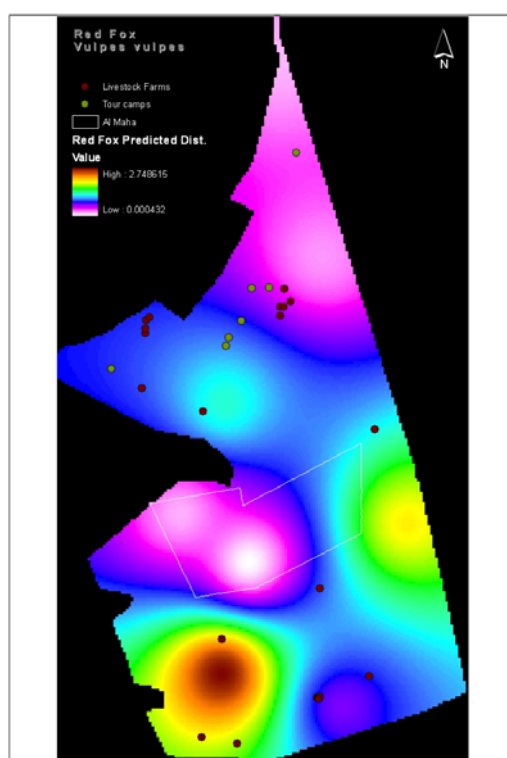 Red Fox
Vulpes vulpes
N
Livestock Farms
Tour camps
Al Maha
Red Fox Predicted Dist.
Value
High : 2.748615
Low : 0.000432